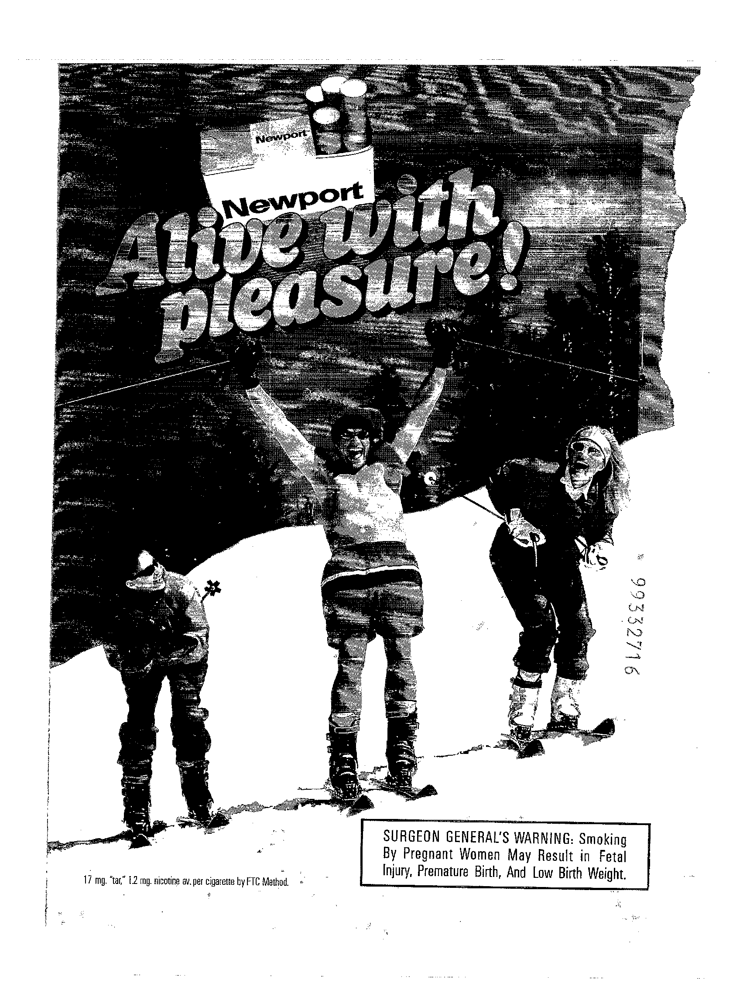 Newport
Newport
Alive with
pleasure!
99332716
SURGEON GENERAL'S WARNING: Smoking
By Pregnant Women May Result in Fetal
Injury, Premature Birth, And Low Birth Weight.
17 mg. "tar," 1.2 mg. nicotine av. per cigarette by FTC Method.